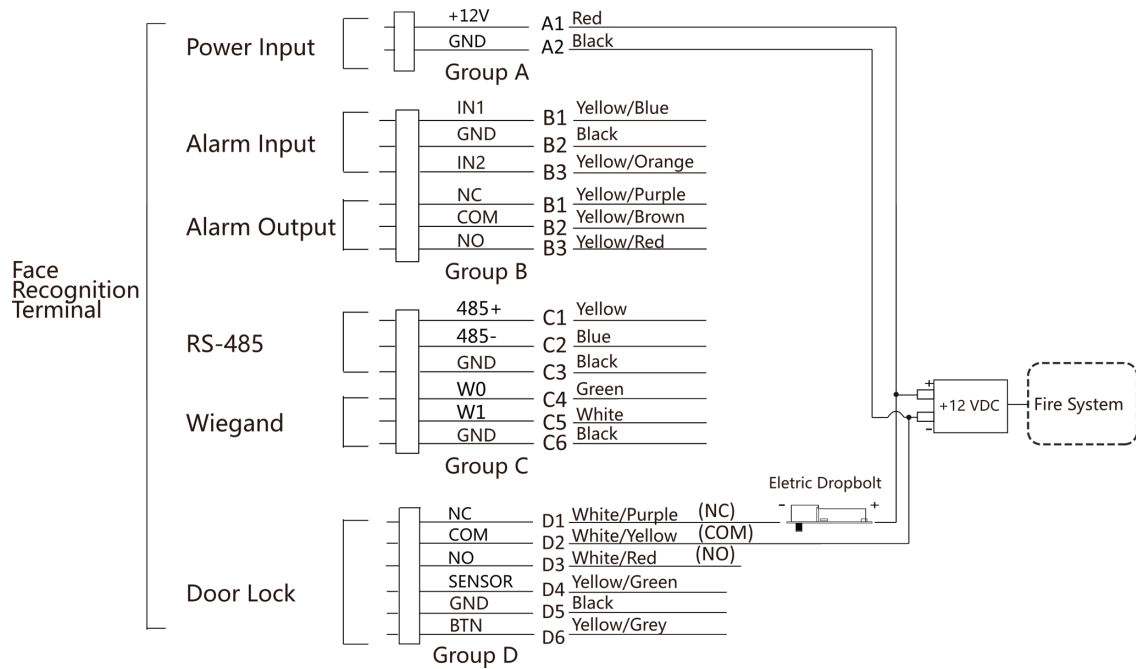 +12V A1 Red
Power Input
GND A2 Black
Group A
IN1 B1 Yellow/Blue
Alarm Input
GND B2 Black
IN2 B3 Yellow/Orange
NC B1 Yellow/Purple
Alarm Output
COM B2 Yellow/Brown
NO B3 Yellow/Red
Group B
Face
Recognition
Terminal
485+ C1 Yellow
RS-485
485- C2 Blue
GND C3 Black
W0 C4 Green
Wiegand
W1 C5 White
GND C6 Black
Group C
+
+12 VDC
-
Fire System
Eletric Dropbolt
- +
NC D1 White/Purple (NC)
COM D2 White/Yellow (COM)
NO D3 White/Red (NO)
SENSOR D4 Yellow/Green
Door Lock
GND D5 Black
BTN D6 Yellow/Grey
Group D